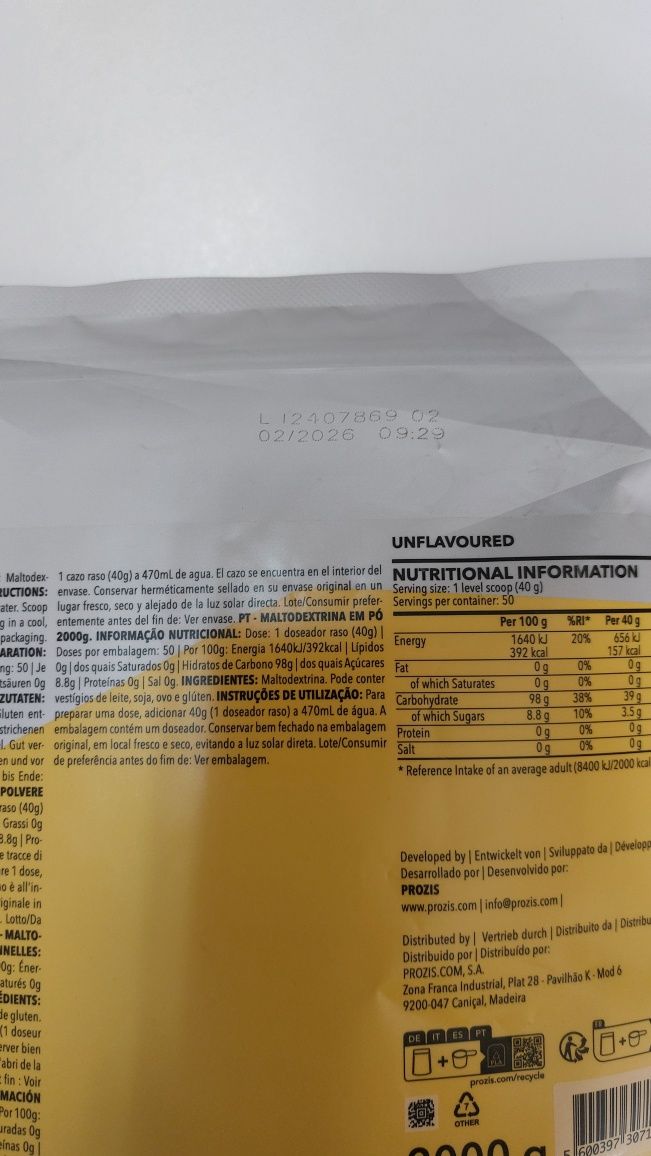 L 12407869 02
02/2026 09:29
Maltodex-
RUCTIONS:
ater. Scoop
g in a cool,
packaging.
ARATION:
ng: 50 | Je
tsäuren 0g
ZUTATEN:
Gluten ent-
strichenen
l. Gut ver-
en und vor
bis Ende:
POLVERE
raso (40g)
Grassi 0g
8.8g | Pro-
e tracce di
re 1 dose,
no è all'in-
iginale in
. Lotto/Da
- MALTO-
NNELLES:
0g: Éner-
aturés 0g
ÉDIENTS:
de gluten.
(1 doseur
erver bien
'abri de la
fin : Voir
MACIÓN
Por 100g:
uradas 0g
eínas 0g |
1 cazo raso (40g) a 470mL de agua. El cazo se encuentra en el interior del
envase. Conservar herméticamente sellado en su envase original en un
lugar fresco, seco y alejado de la luz solar directa. Lote/Consumir prefer-
entemente antes del fin de: Ver envase. PT - MALTODEXTRINA EM PÓ
2000g. INFORMAÇÃO NUTRICIONAL: Dose: 1 doseador raso (40g) |
Doses por embalagem: 50 | Por 100g: Energia 1640kJ/392kcal | Lípidos
0g | dos quais Saturados 0g | Hidratos de Carbono 98g | dos quais Açúcares
8.8g | Proteínas 0g | Sal 0g. INGREDIENTES: Maltodextrina. Pode conter
vestígios de leite, soja, ovo e glúten. INSTRUÇÕES DE UTILIZAÇÃO: Para
preparar uma dose, adicionar 40g (1 doseador raso) a 470mL de água. A
embalagem contém um doseador. Conservar bem fechado na embalagem
original, em local fresco e seco, evitando a luz solar direta. Lote/Consumir
de preferência antes do fim de: Ver embalagem.
UNFLAVOURED
NUTRITIONAL INFORMATION
Serving size: 1 level scoop (40 g)
Servings per container: 50
Per 100 g %RI* Per 40 g
Energy 1640 kJ 20% 656 kJ
392 kcal 157 kcal
Fat 0 g 0% 0 g
of which Saturates 0 g 0% 0 g
Carbohydrate 98 g 38% 39 g
of which Sugars 8.8 g 10% 3.5 g
Protein 0 g 0% 0 g
Salt 0 g 0% 0 g
* Reference Intake of an average adult (8400 kJ/2000 kcal
Developed by | Entwickelt von | Sviluppato da | Développ
Desarrollado por | Desenvolvido por:
PROZIS
www.prozis.com | info@prozis.com |
Distributed by | Vertrieb durch | Distribuito da | Distribu
Distribuido por | Distribuído por:
PROZIS.COM, S.A.
Zona Franca Industrial, Plat 28 - Pavilhão K - Mod 6
9200-047 Caniçal, Madeira
DE IT ES PT
FR
prozis.com/recycle
7
OTHER
2000 g
5 600397 3071